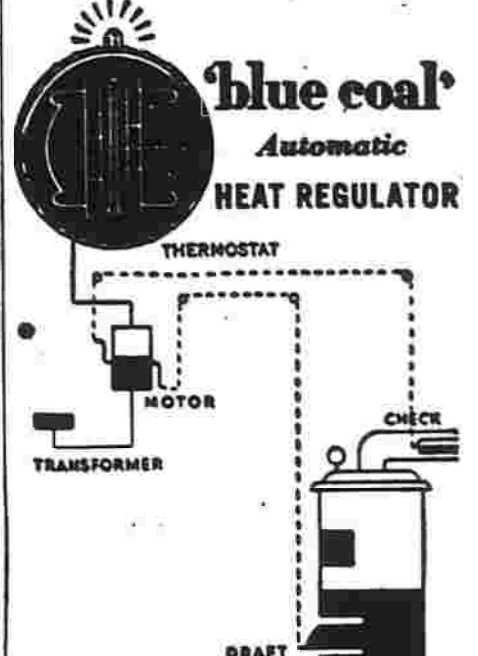 'blue coal'
Automatic
HEAT REGULATOR
THERMOSTAT
MOTOR
CHECK
TRANSFORMER
DRAFT